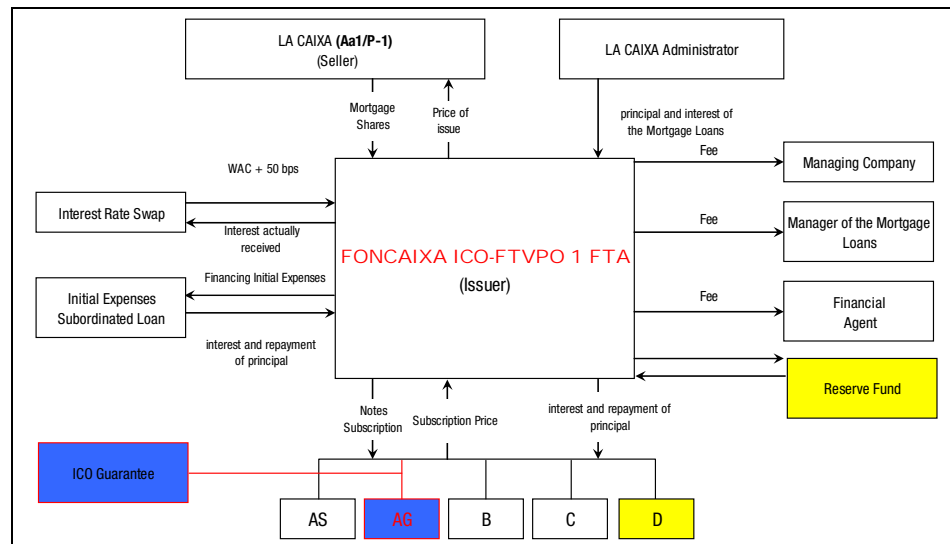 LA CAIXA (Aa1/P-1)
(Seller)
LA CAIXA Administrator
Mortgage
Shares
Price of
issue
principal and interest of
the Mortgage Loans
Fee
Managing Company
WAC + 50 bps
Interest Rate Swap
Interest actually
received
Fee
Manager of the Mortgage
Loans
FONCAIXA ICO-FTVPO 1 FTA
(Issuer)
Financing Initial Expenses
Initial Expenses
Subordinated Loan
interest and repayment
of principal
Fee
Financial
Agent
Reserve Fund
Notes
Subscription
Subscription Price
interest and repayment of
principal
ICO Guarantee
AS
AG
B
C
D